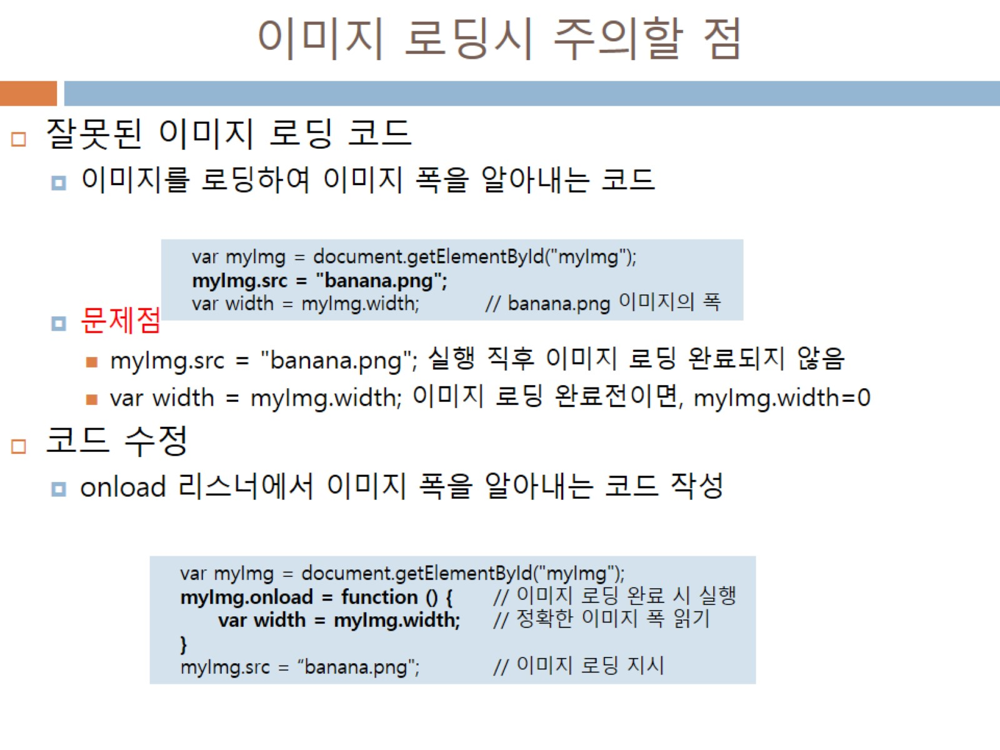 이미지 로딩시 주의할 점
잘못된 이미지 로딩 코드
이미지를 로딩하여 이미지 폭을 알아내는 코드
var myImg = document.getElementById("myImg");
myImg.src = "banana.png";
var width = myImg.width; // banana.png 이미지의 폭
문제점
myImg.src = "banana.png"; 실행 직후 이미지 로딩 완료되지 않음
var width = myImg.width; 이미지 로딩 완료전이면, myImg.width=0
코드 수정
onload 리스너에서 이미지 폭을 알아내는 코드 작성
var myImg = document.getElementById("myImg");
myImg.onload = function () { // 이미지 로딩 완료 시 실행
var width = myImg.width; // 정확한 이미지 폭 읽기
}
myImg.src = “banana.png"; // 이미지 로딩 지시